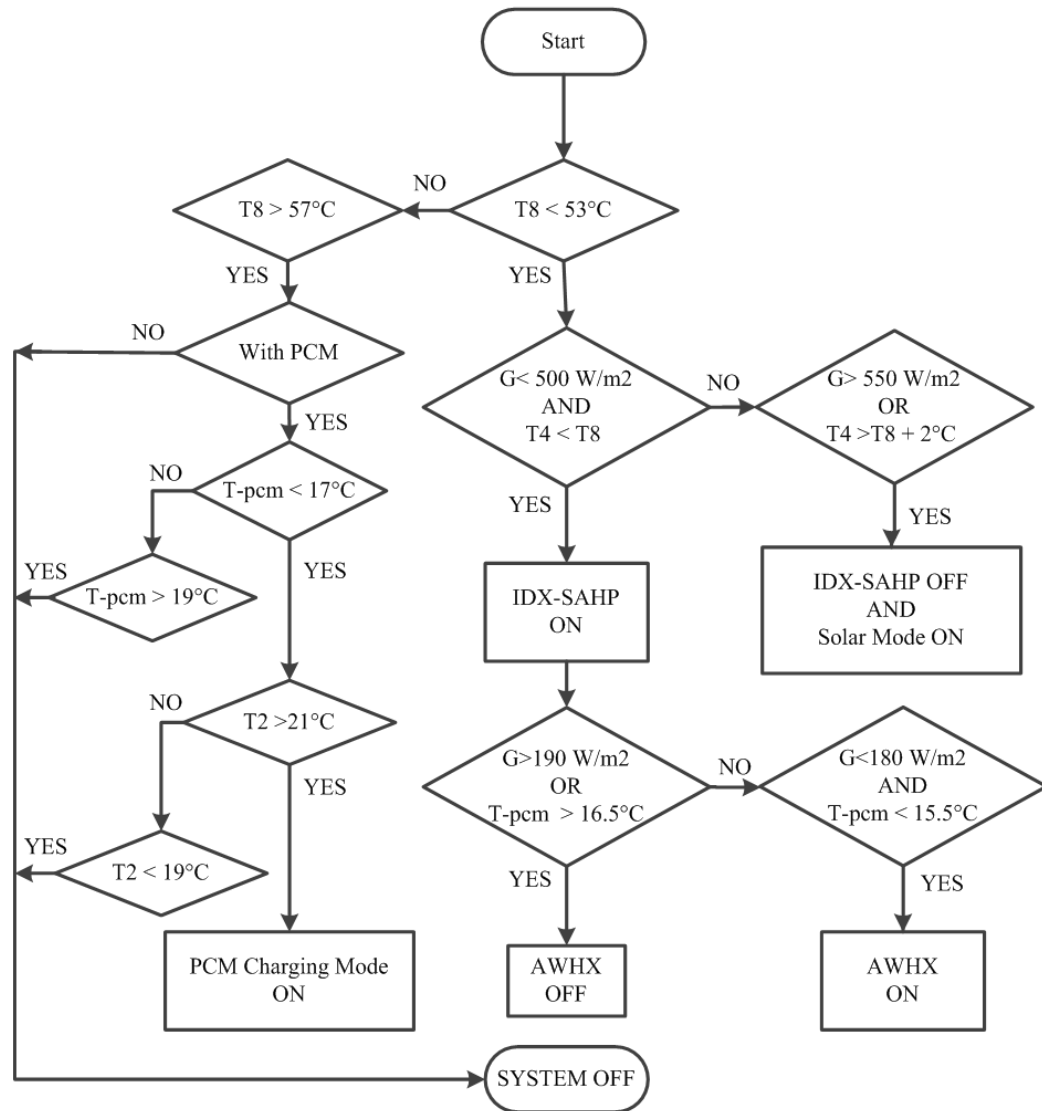 Start
NO
T8 > 57°C
T8 < 53°C
YES
YES
NO
With PCM
G< 500 W/m2
AND
T4 < T8
NO
G> 550 W/m2
OR
T4 >T8 + 2°C
YES
NO
T-pcm < 17°C
YES
YES
YES
T-pcm > 19°C
YES
IDX-SAHP
ON
IDX-SAHP OFF
AND
Solar Mode ON
NO
T2 >21°C
G>190 W/m2
OR
T-pcm > 16.5°C
NO
G<180 W/m2
AND
T-pcm < 15.5°C
YES
YES
T2 < 19°C
YES
YES
PCM Charging Mode
ON
AWHX
OFF
AWHX
ON
SYSTEM OFF